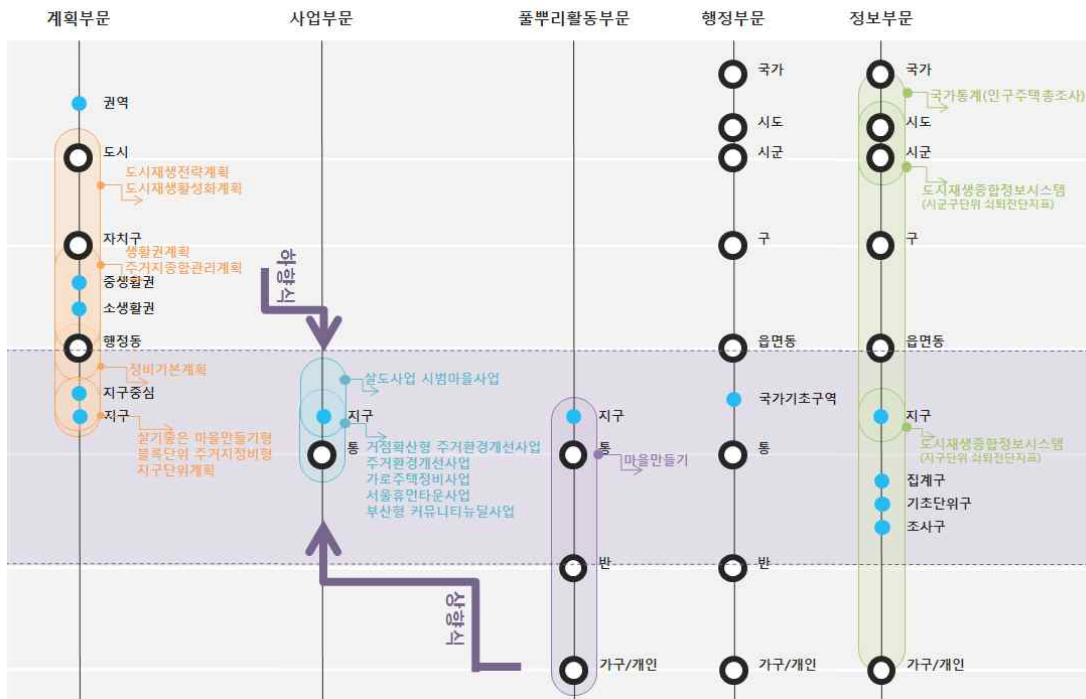 계획부문
사업부문
풀뿌리활동부문
행정부문
정보부문
권역
도시
도시재생전략계획
도시재생활성화계획
자치구
생활권계획
주거지종합관리계획
중생활권
소생활권
행정동
정비기본계획
지구중심
지구
살기좋은 마을만들기형
블록단위 주거지정비형
지구단위계획
하향식
살도사업 시범마을사업
지구
통
거점확산형 주거환경개선사업
주거환경개선사업
가로주택정비사업
서울휴먼타운사업
부산형 커뮤니티뉴딜사업
상향식
지구
통
마을만들기
반
가구/개인
국가
시도
시군
구
읍면동
국가기초구역
통
반
가구/개인
국가
국가통계(인구주택총조사)
시도
시군
도시재생종합정보시스템
(시군구단위 쇠퇴진단지표)
구
읍면동
지구
도시재생종합정보시스템
(지구단위 쇠퇴진단지표)
집계구
기초단위구
조사구
가구/개인